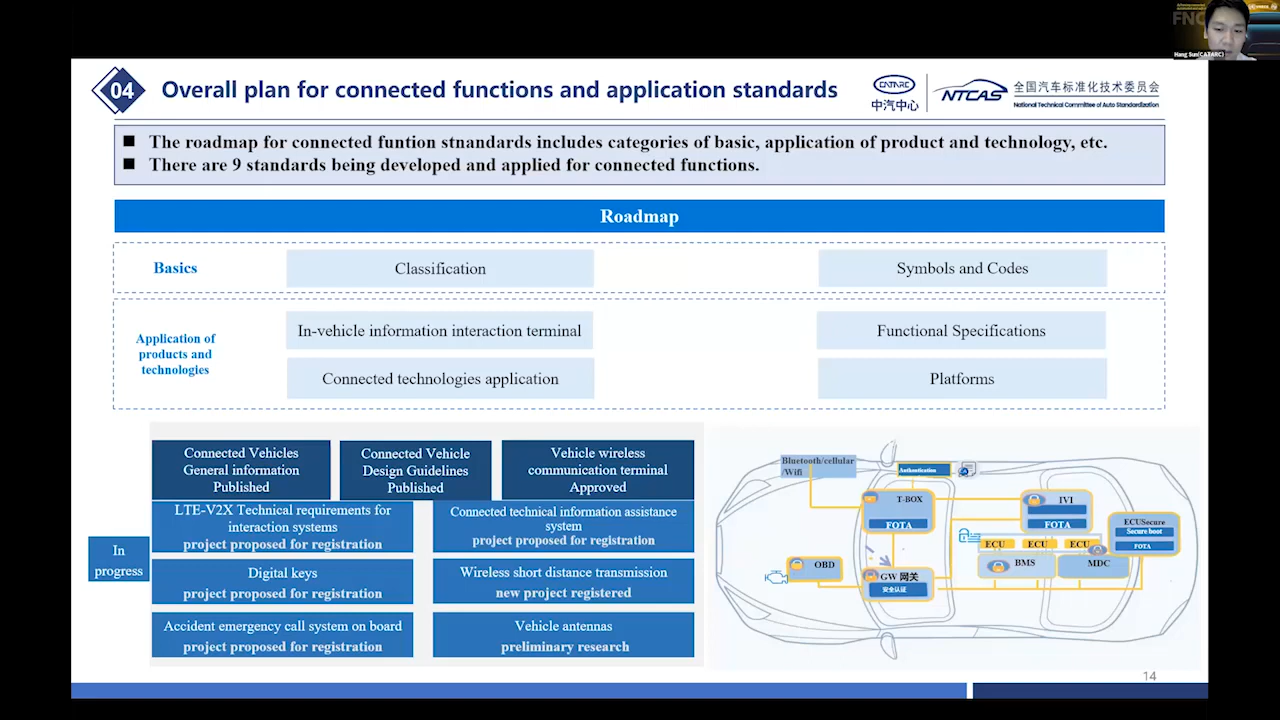 FNC
Hang Sun(CATARC)
04
Overall plan for connected functions and application standards
CATARC
中汽中心
NTCAS
全国汽车标准化技术委员会
National Technical Committee of Auto Standardization
■ The roadmap for connected funtion stnandards includes categories of basic, application of product and technology, etc.
■ There are 9 standards being developed and applied for connected functions.
Roadmap
Basics
Classification
Symbols and Codes
Application of
products and
technologies
In-vehicle information interaction terminal
Functional Specifications
Connected technologies application
Platforms
In
progress
Connected Vehicles
General information
Published
Connected Vehicle
Design Guidelines
Published
Vehicle wireless
communication terminal
Approved
LTE-V2X Technical requirements for
interaction systems
project proposed for registration
Connected technical information assistance
system
project proposed for registration
Digital keys
project proposed for registration
Wireless short distance transmission
new project registered
Accident emergency call system on board
project proposed for registration
Vehicle antennas
preliminary research
Bluetooth/cellular
/Wifi
Authentication
T-BOX
FOTA
IVI
FOTA
ECUSecure
Secure boot
FOTA
ECU
ECU
ECU
BMS
MDC
OBD
GW 网关
安全认证
14